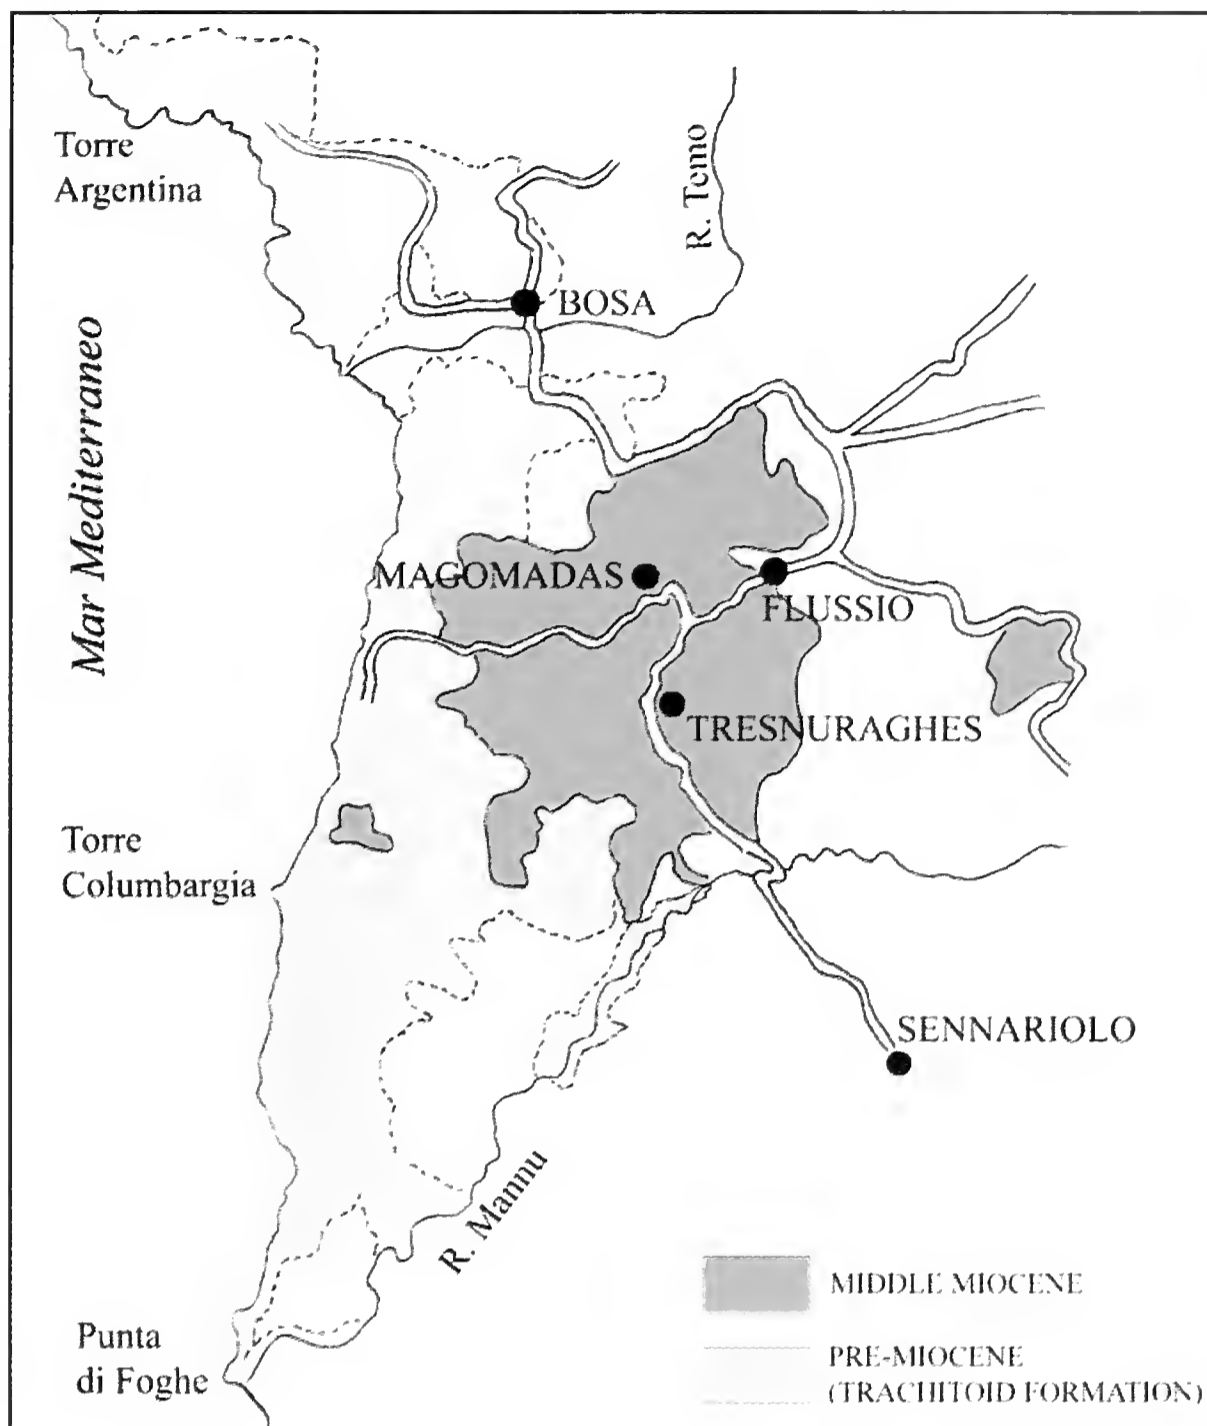 Torre
Argentina
R. Temo
BOSA
Mar Mediterraneo
MAGOMADAS
FLUSSIO
TRESNURAGHES
Torre
Columbargia
SENNARIOLO
R. Mannu
Punta
di Foghe
MIDDLE MIOCENE
PRE-MIOCENE
(TRACHITOID FORMATION)